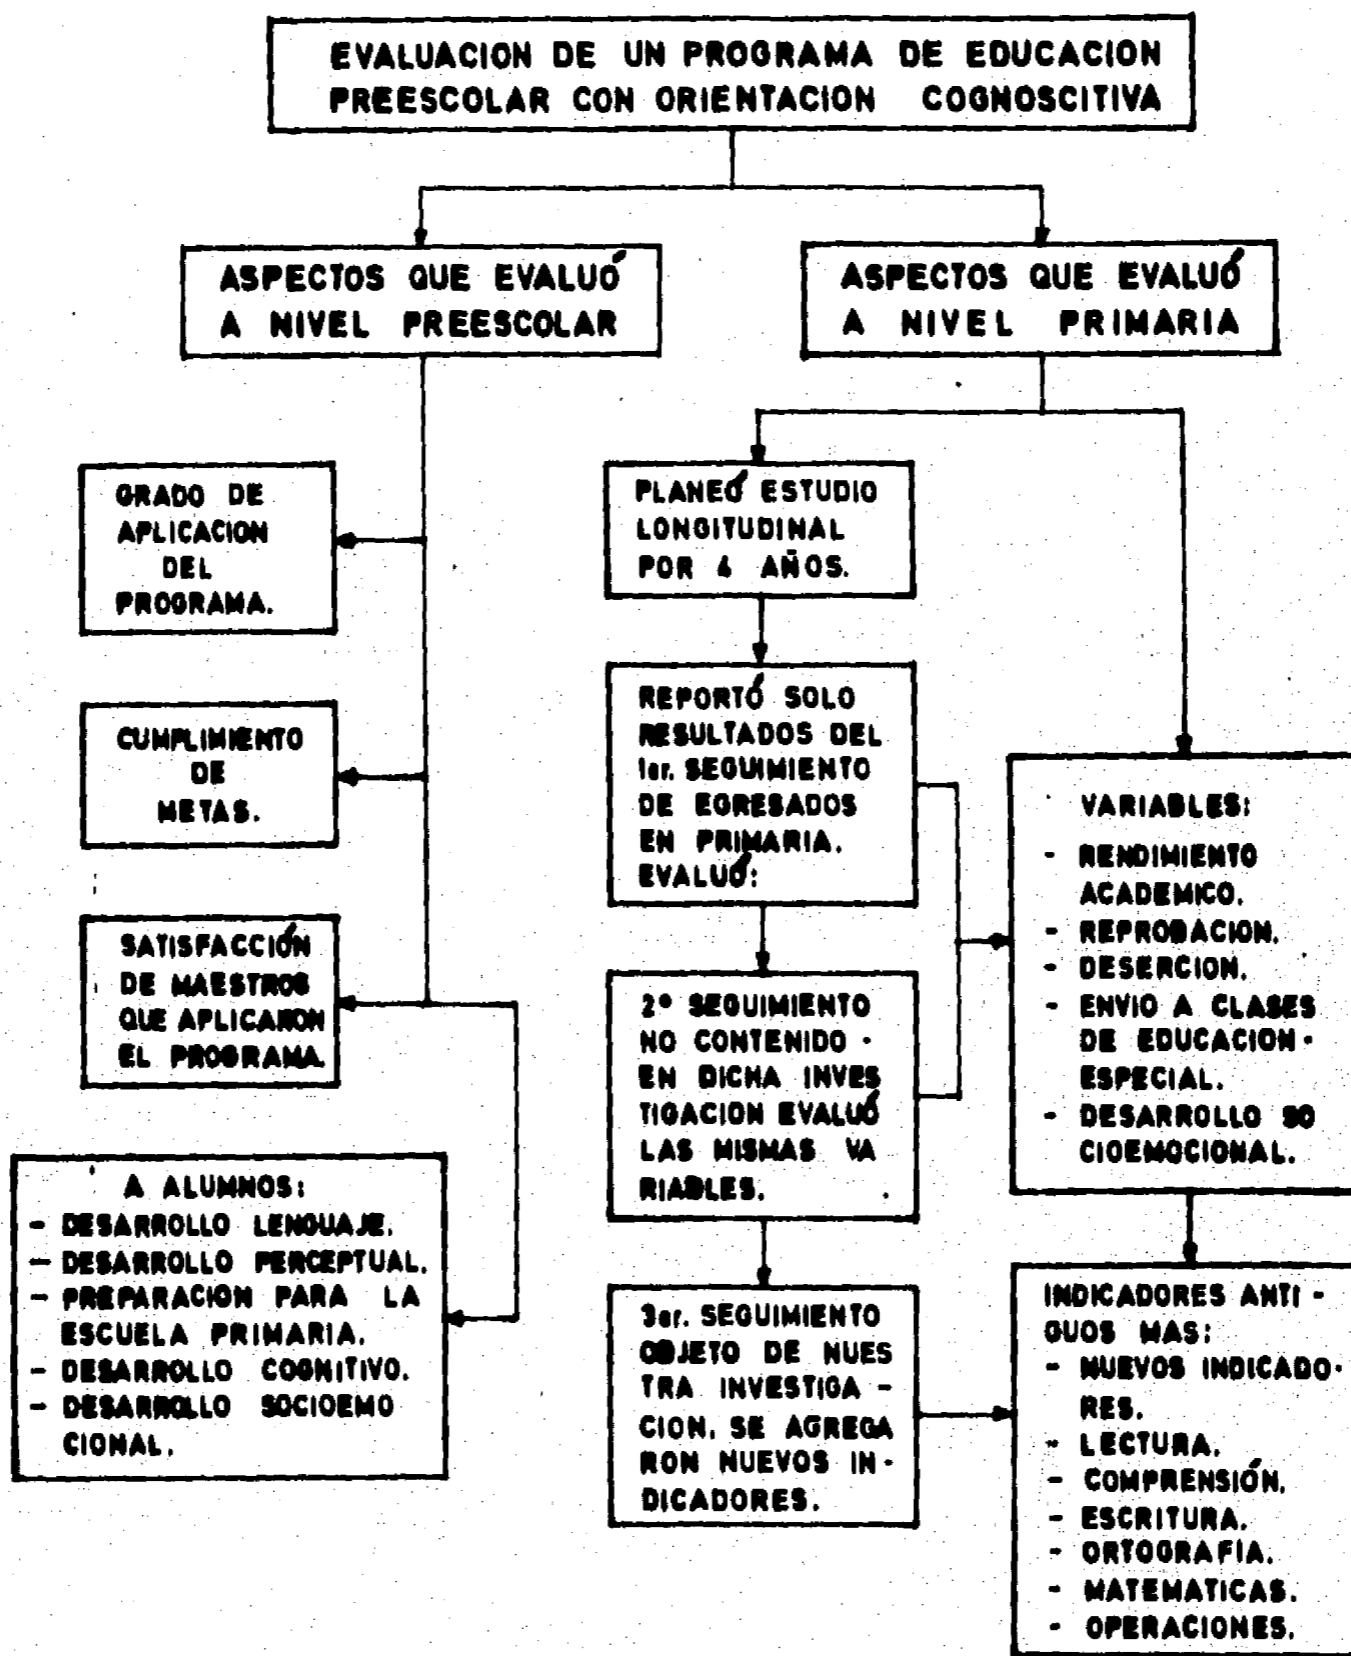 EVALUACION DE UN PROGRAMA DE EDUCACION
PREESCOLAR CON ORIENTACION COGNOSCITIVA
ASPECTOS QUE EVALUÓ
A NIVEL PREESCOLAR
ASPECTOS QUE EVALUÓ
A NIVEL PRIMARIA
GRADO DE
APLICACION
DEL
PROGRAMA.
CUMPLIMIENTO
DE
METAS.
SATISFACCIÓN
DE MAESTROS
QUE APLICARON
EL PROGRAMA.
A ALUMNOS:
- DESARROLLO LENGUAJE.
- DESARROLLO PERCEPTUAL.
- PREPARACION PARA LA
ESCUELA PRIMARIA.
- DESARROLLO COGNITIVO.
- DESARROLLO SOCIOEMO
CIONAL.
PLANEÓ ESTUDIO
LONGITUDINAL
POR 4 AÑOS.
REPORTÓ SOLO
RESULTADOS DEL
1er. SEGUIMIENTO
DE EGRESADOS
EN PRIMARIA.
EVALUÓ:
2º SEGUIMIENTO
NO CONTENIDO -
EN DICHA INVES
TIGACION EVALUÓ
LAS MISMAS VA
RIABLES.
3er. SEGUIMIENTO
OBJETO DE NUES
TRA INVESTIGA -
CION. SE AGREGA
RON NUEVOS IN -
DICADORES.
VARIABLES:
- RENDIMIENTO
ACADEMICO.
- REPROBACION.
- DESERCION.
- ENVIO A CLASES
DE EDUCACION -
ESPECIAL.
- DESARROLLO SO
CIOEMOCIONAL.
INDICADORES ANTI -
GUOS MAS:
- NUEVOS INDICADO-
RES.
- LECTURA.
- COMPRENSIÓN.
- ESCRITURA.
- ORTOGRAFIA.
- MATEMATICAS.
- OPERACIONES.